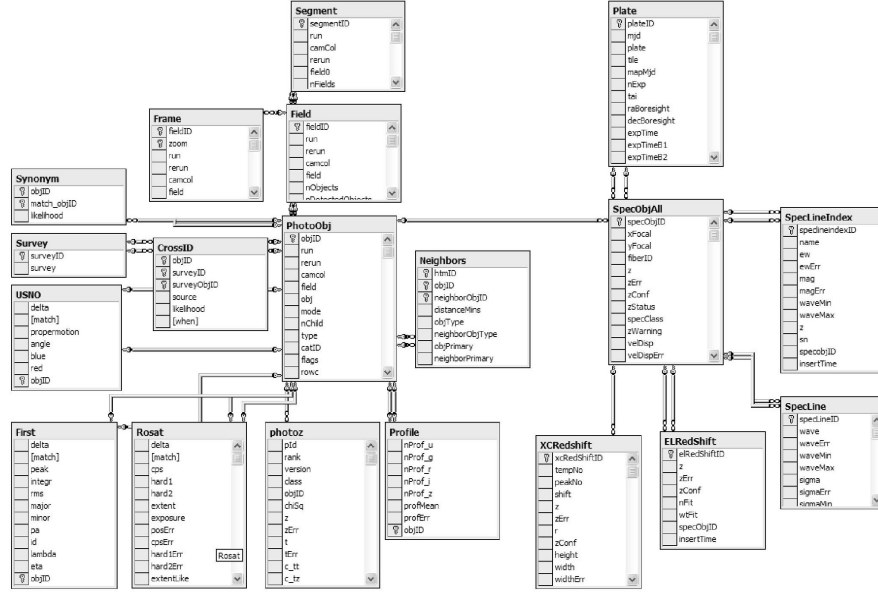 Segment
segmentID
run
camCol
rerun
field0
nFields
Plate
plateID
mjd
plate
tile
mapMjd
nExp
tai
raBoresight
decBoresight
expTime
expTimeB1
expTimeB2
Frame
fieldID
zoom
run
rerun
camcol
field
Field
fieldID
run
rerun
camcol
field
nObjects
nDetectedObjects
Synonym
objID
match_objID
likelihood
Survey
surveyID
survey
CrossID
objID
surveyID
surveyObjID
source
likelihood
[when]
PhotoObj
objID
run
rerun
camcol
field
obj
mode
nChild
type
catID
flags
rowc
Neighbors
htmID
objID
neighborObjID
distanceMins
objType
neighborObjType
objPrimary
neighborPrimary
SpecObjAll
specObjID
xFocal
yFocal
fiberID
z
zErr
zConf
zStatus
specClass
zWarning
velDisp
velDispErr
SpecLineIndex
speclineindexID
name
ew
ewErr
mag
magErr
waveMin
waveMax
z
sn
specobjID
insertTime
USNO
delta
[match]
propermotion
angle
blue
red
objID
First
delta
[match]
peak
integr
rms
major
minor
pa
id
lambda
eta
objID
Rosat
delta
[match]
cps
hard1
hard2
extent
exposure
posErr
cpsErr
hard1Err
hard2Err
extentLike
Rosat
photoz
pId
rank
version
class
objID
chiSq
z
zErr
t
tErr
c_tt
c_tz
Profile
nProf_u
nProf_g
nProf_r
nProf_i
nProf_z
profMean
profErr
objID
XCRedshift
xcRedShiftID
tempNo
peakNo
shift
z
zErr
r
zConf
height
width
widthErr
ELRedShift
elRedShiftID
z
zErr
zConf
nFit
wtFit
specObjID
insertTime
SpecLine
specLineID
wave
waveErr
waveMin
waveMax
sigma
sigmaErr
sigmaMin